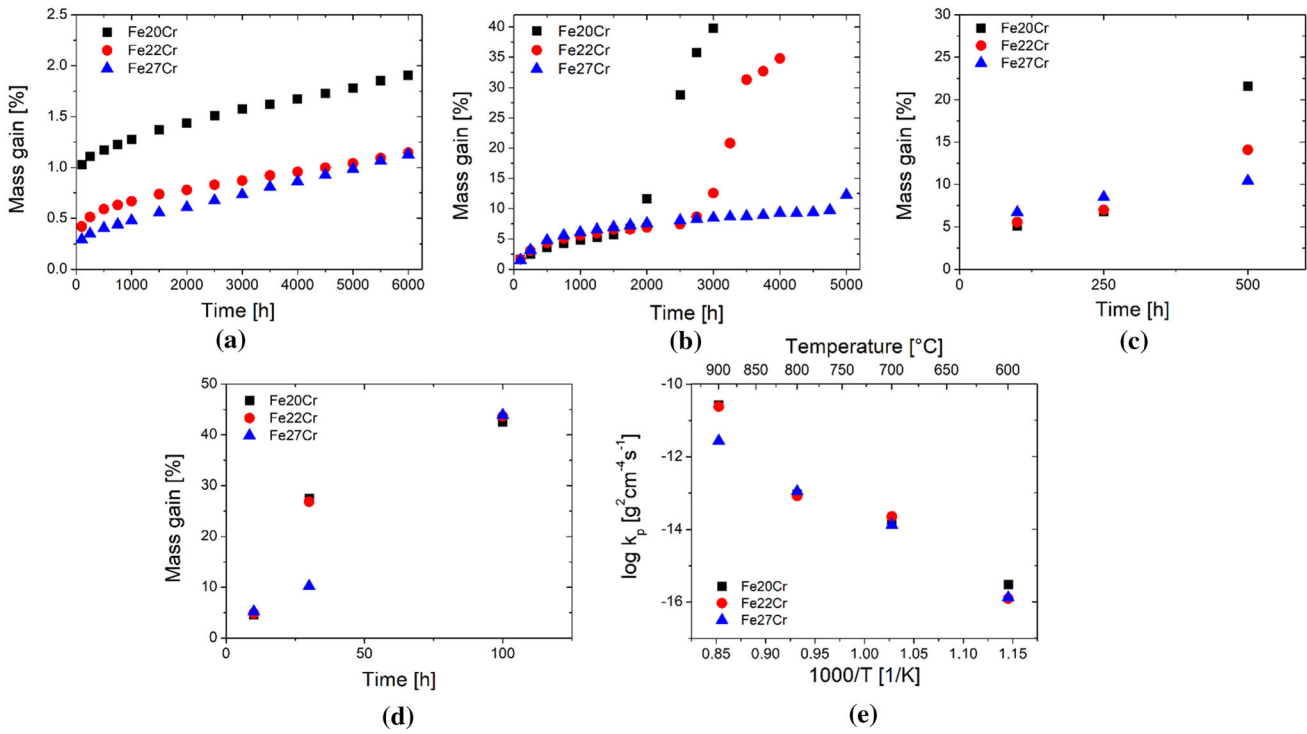 2.5
2.0
1.5
1.0
0.5
0.0
Mass gain [%]
Fe20Cr
Fe22Cr
Fe27Cr
0 1000 2000 3000 4000 5000 6000
Time [h]
(a)
40
35
30
25
20
15
10
5
0
Mass gain [%]
Fe20Cr
Fe22Cr
Fe27Cr
0 1000 2000 3000 4000 5000
Time [h]
(b)
30
25
20
15
10
5
0
Mass gain [%]
Fe20Cr
Fe22Cr
Fe27Cr
0 250 500
Time [h]
(c)
50
40
30
20
10
0
Mass gain [%]
Fe20Cr
Fe22Cr
Fe27Cr
0 50 100
Time [h]
(d)
Temperature [°C]
900 850 800 750 700 650 600
-10
-12
-14
-16
log kp [g²cm⁻⁴s⁻¹]
Fe20Cr
Fe22Cr
Fe27Cr
0.85 0.90 0.95 1.00 1.05 1.10 1.15
1000/T [1/K]
(e)